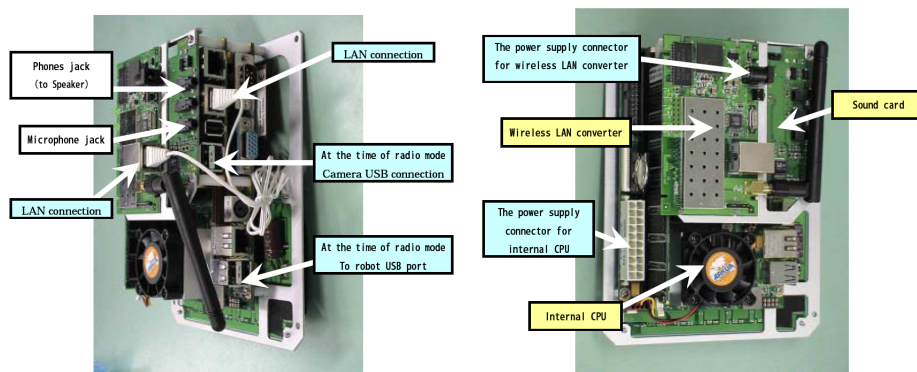 Phones jack
(to Speaker)
Microphone jack
LAN connection
LAN connection
At the time of radio mode
Camera USB connection
At the time of radio mode
To robot USB port
The power supply connector
for wireless LAN converter
Wireless LAN converter
Sound card
The power supply
connector for
internal CPU
Internal CPU